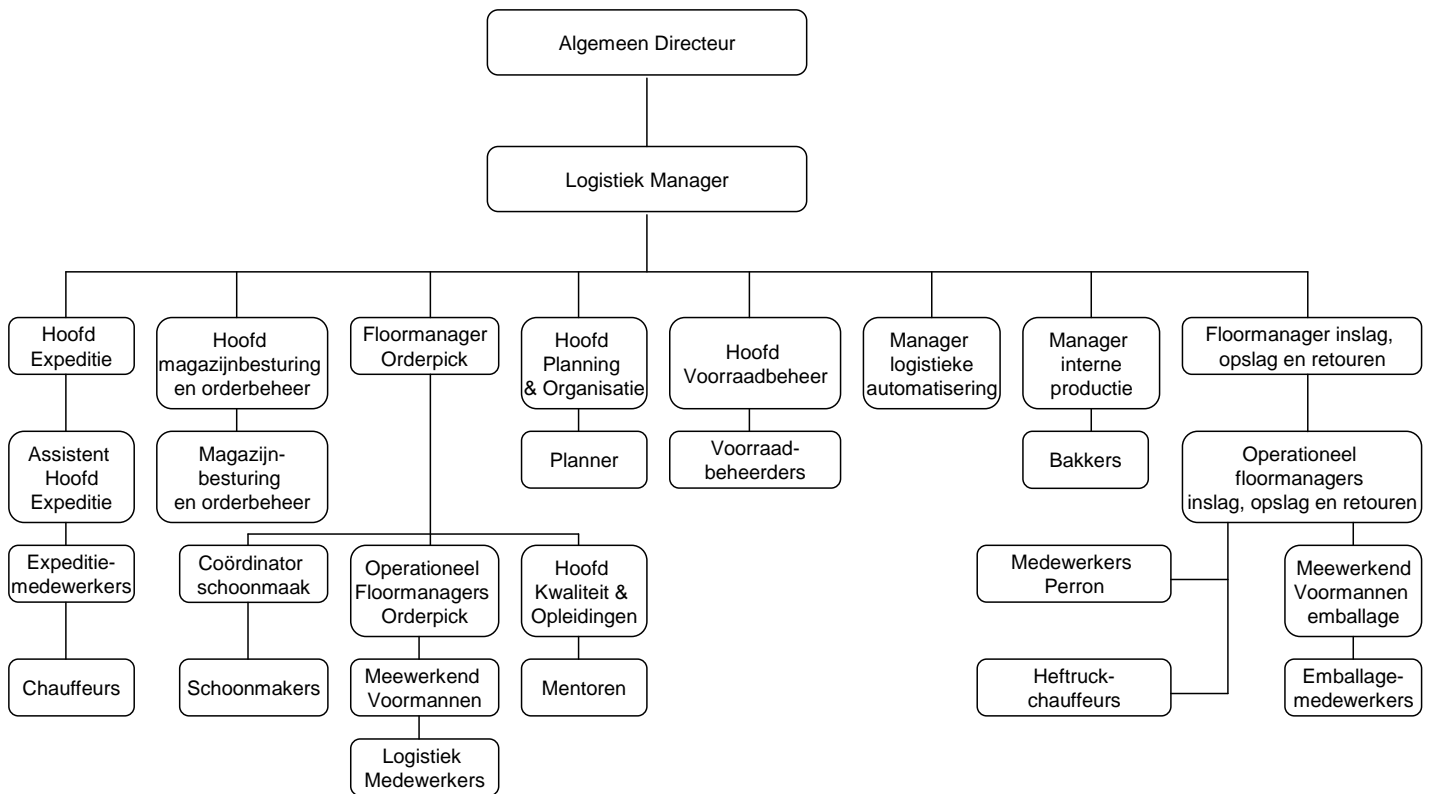 Algemeen Directeur
Logistiek Manager
Hoofd
Expeditie
Hoofd
magazijnbesturing
en orderbeheer
Floormanager
Orderpick
Hoofd
Planning
& Organisatie
Hoofd
Voorraadbeheer
Manager
logistieke
automatisering
Manager
interne
productie
Floormanager inslag,
opslag en retouren
Assistent
Hoofd
Expeditie
Magazijn-
besturing
en orderbeheer
Planner
Voorraad-
beheerders
Bakkers
Operationeel
floormanagers
inslag, opslag en retouren
Expeditie-
medewerkers
Coördinator
schoonmaak
Operationeel
Floormanagers
Orderpick
Hoofd
Kwaliteit &
Opleidingen
Medewerkers
Perron
Meewerkend
Voormannen
emballage
Chauffeurs
Schoonmakers
Meewerkend
Voormannen
Mentoren
Heftruck-
chauffeurs
Emballage-
medewerkers
Logistiek
Medewerkers